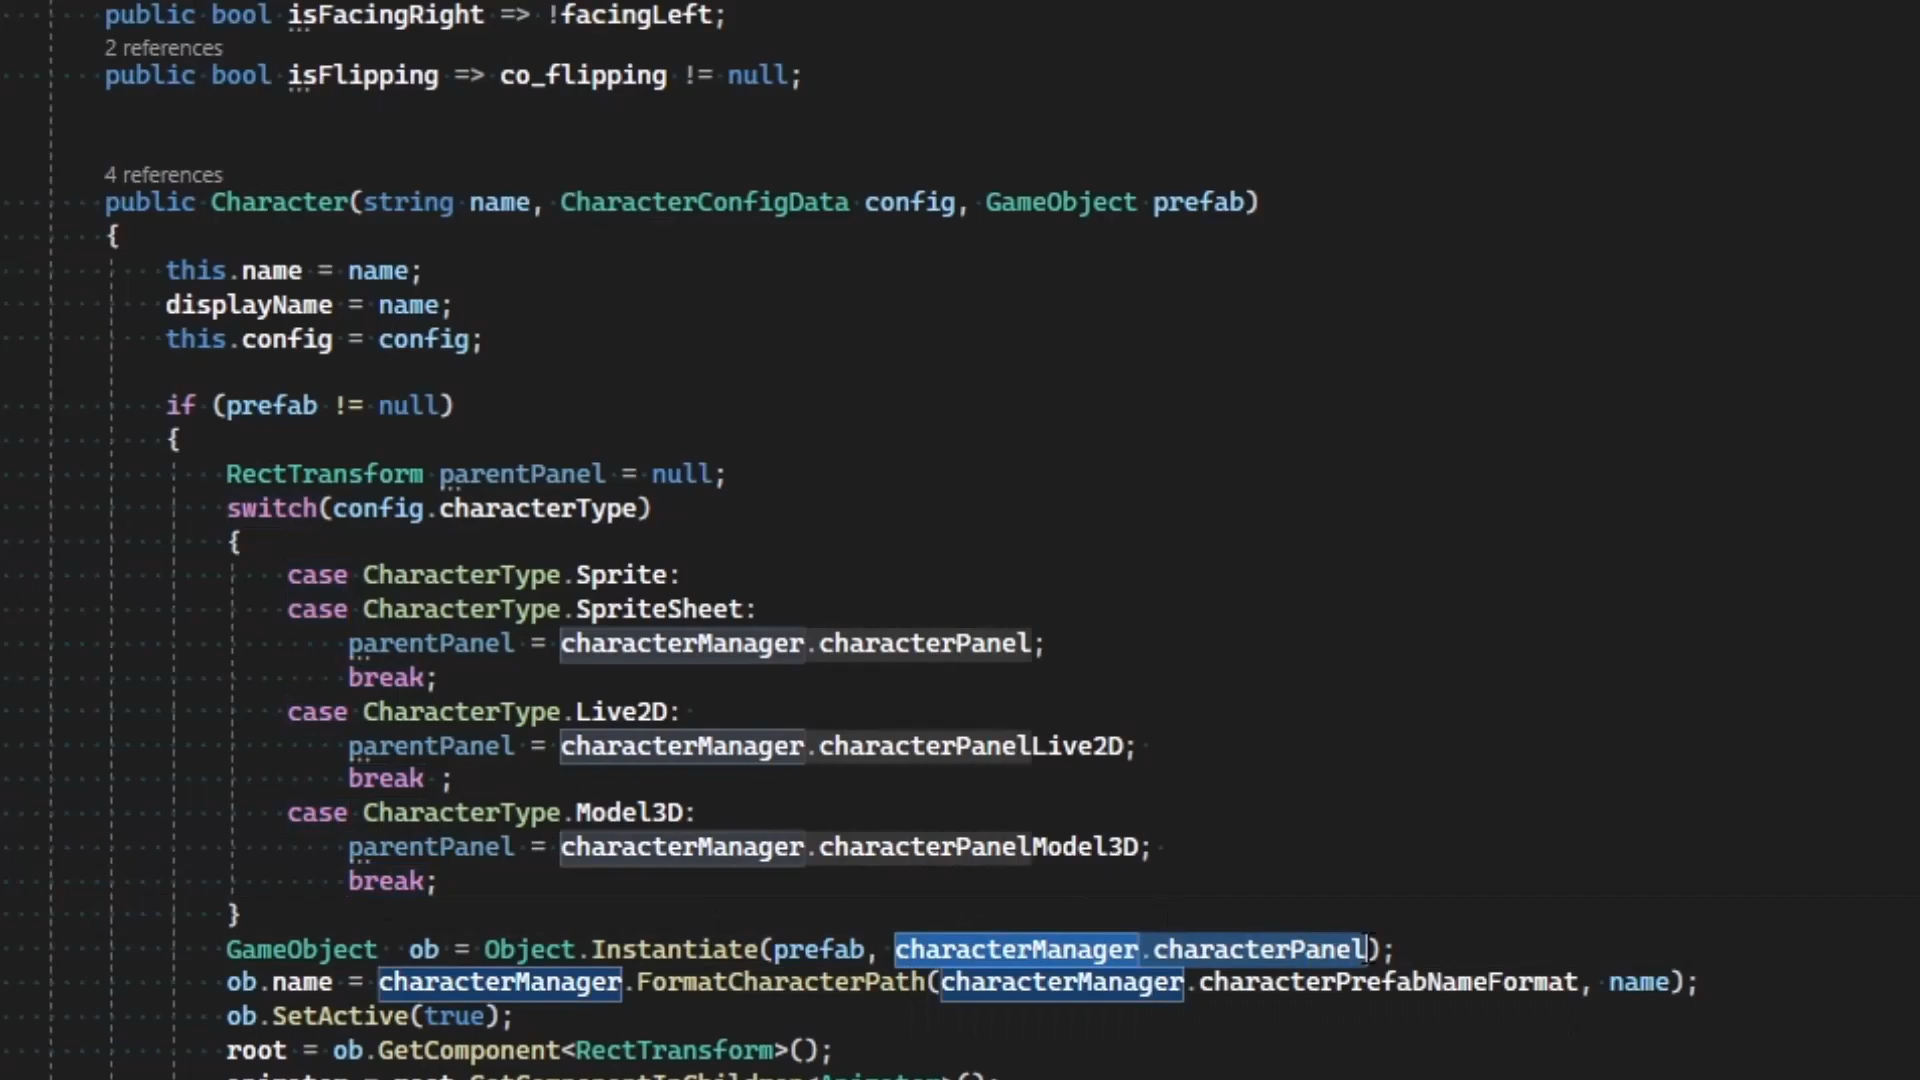 public bool isFacingRight => !facingLeft;
2 references
public bool isFlipping => co_flipping != null;
4 references
public Character(string name, CharacterConfigData config, GameObject prefab)
{
this.name = name;
displayName = name;
this.config = config;
if (prefab != null)
{
RectTransform parentPanel = null;
switch(config.characterType)
{
case CharacterType.Sprite:
case CharacterType.SpriteSheet:
parentPanel = characterManager.characterPanel;
break;
case CharacterType.Live2D:
parentPanel = characterManager.characterPanelLive2D;
break ;
case CharacterType.Model3D:
parentPanel = characterManager.characterPanelModel3D;
break;
}
GameObject  ob = Object.Instantiate(prefab, characterManager.characterPanel);
ob.name = characterManager.FormatCharacterPath(characterManager.characterPrefabNameFormat, name);
ob.SetActive(true);
root = ob.GetComponent<RectTransform>();